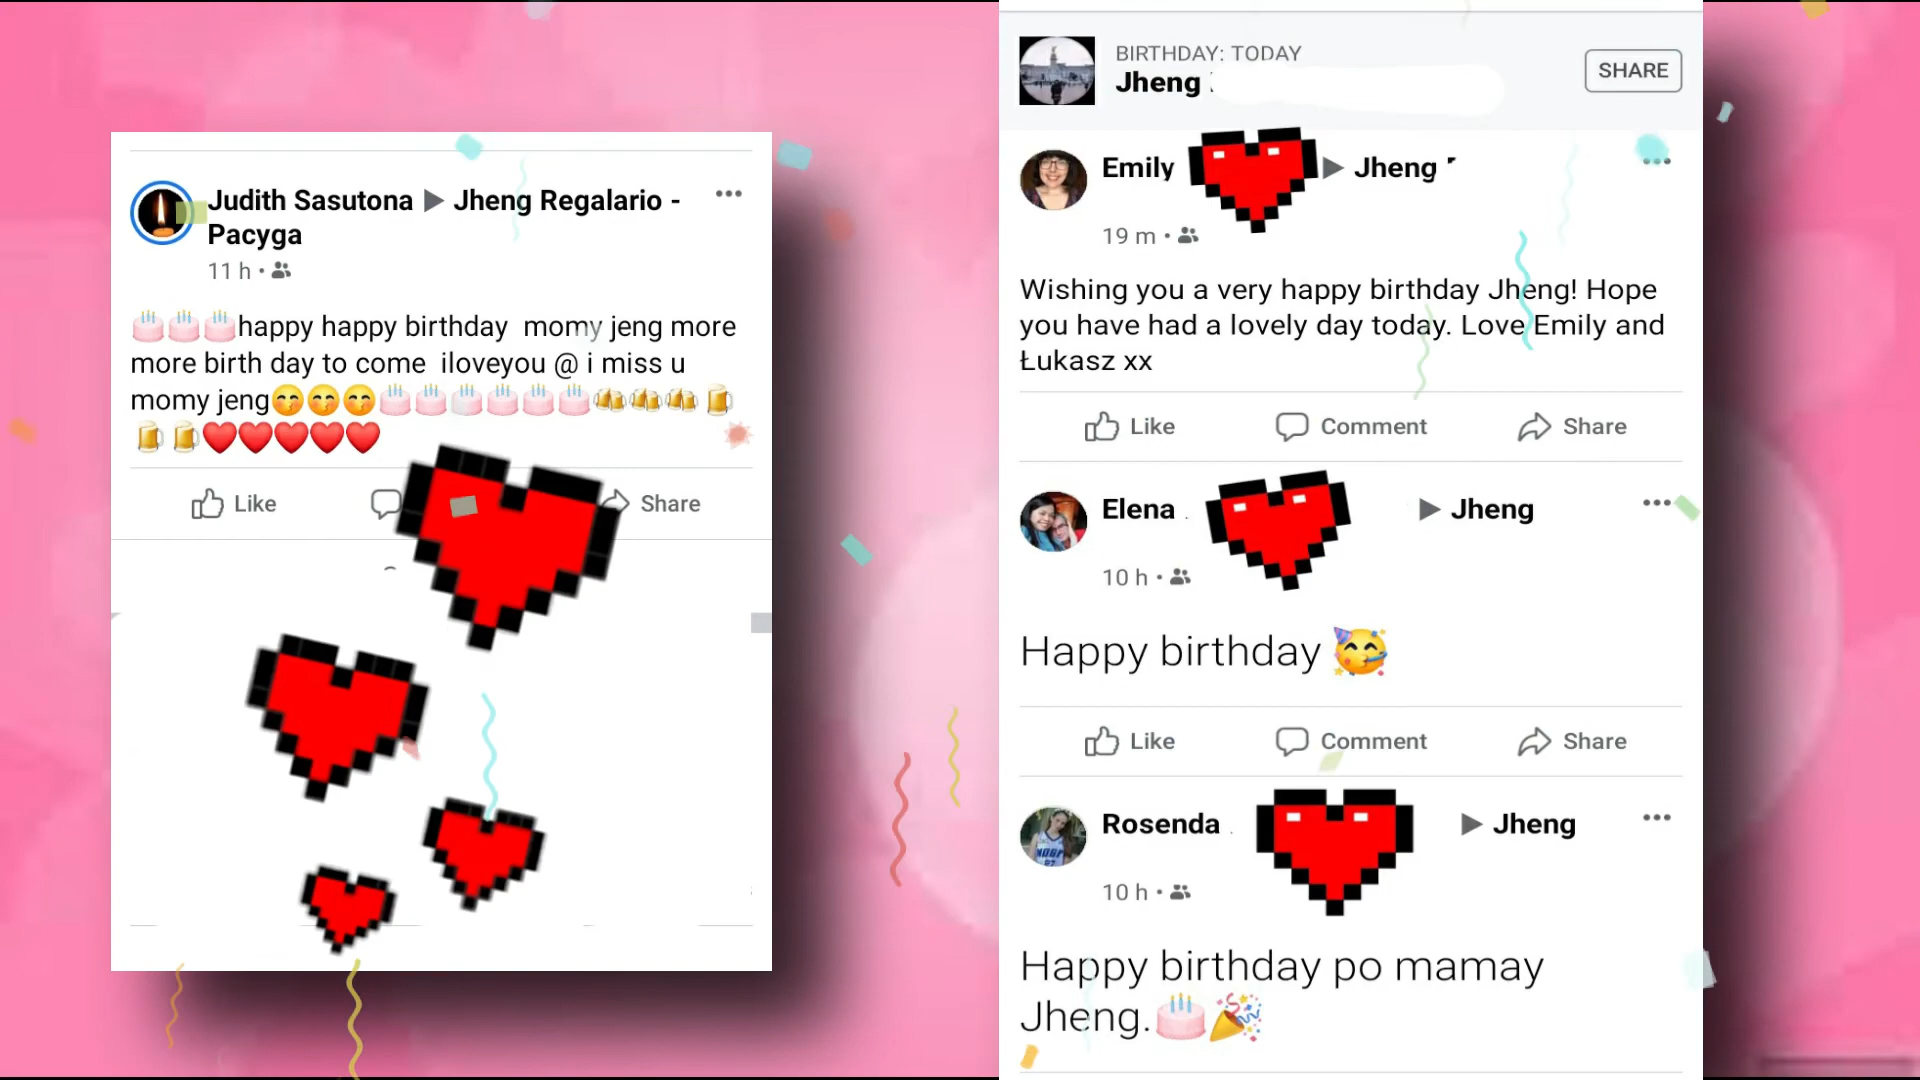 Judith Sasutona ▶ Jheng Regalario -
Pacyga
11 h •
🎂🎂🎂happy happy birthday momy jeng more
more birth day to come iloveyou @ i miss u
momy jeng😙😙😙🎂🎂🎂🎂🎂🎂🍻🍻🍻🍺
🍺🍺❤️❤️❤️❤️❤️
Like
Share
BIRTHDAY: TODAY
Jheng
SHARE
Emily ▶ Jheng
19 m •
Wishing you a very happy birthday Jheng! Hope
you have had a lovely day today. Love Emily and
Łukasz xx
Like Comment Share
Elena ▶ Jheng
10 h •
Happy birthday 🥳
Like Comment Share
Rosenda ▶ Jheng
10 h •
Happy birthday po mamay
Jheng.🎂🎉